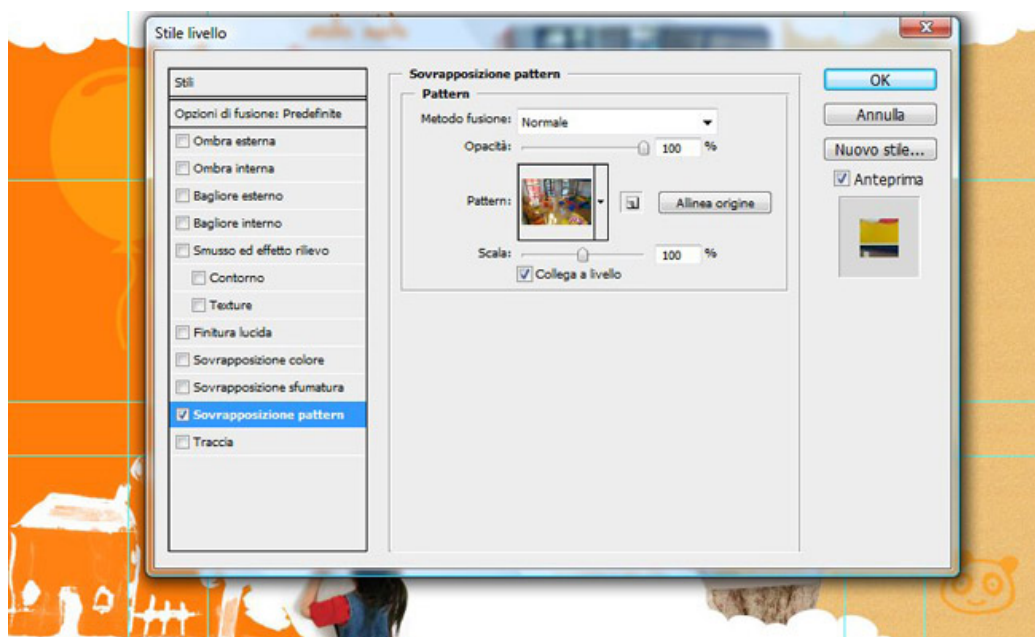 Stile livello
Stili
Opzioni di fusione: Predefinite
Ombra esterna
Ombra interna
Bagliore esterno
Bagliore interno
Smusso ed effetto rilievo
Contorno
Texture
Finitura lucida
Sovrapposizione colore
Sovrapposizione sfumatura
Sovrapposizione pattern
Traccia
Sovrapposizione pattern
Pattern
Metodo fusione: Normale
Opacità: 100 %
Pattern: Allinea origine
Scala: 100 %
Collega a livello
OK
Annulla
Nuovo stile...
Anteprima